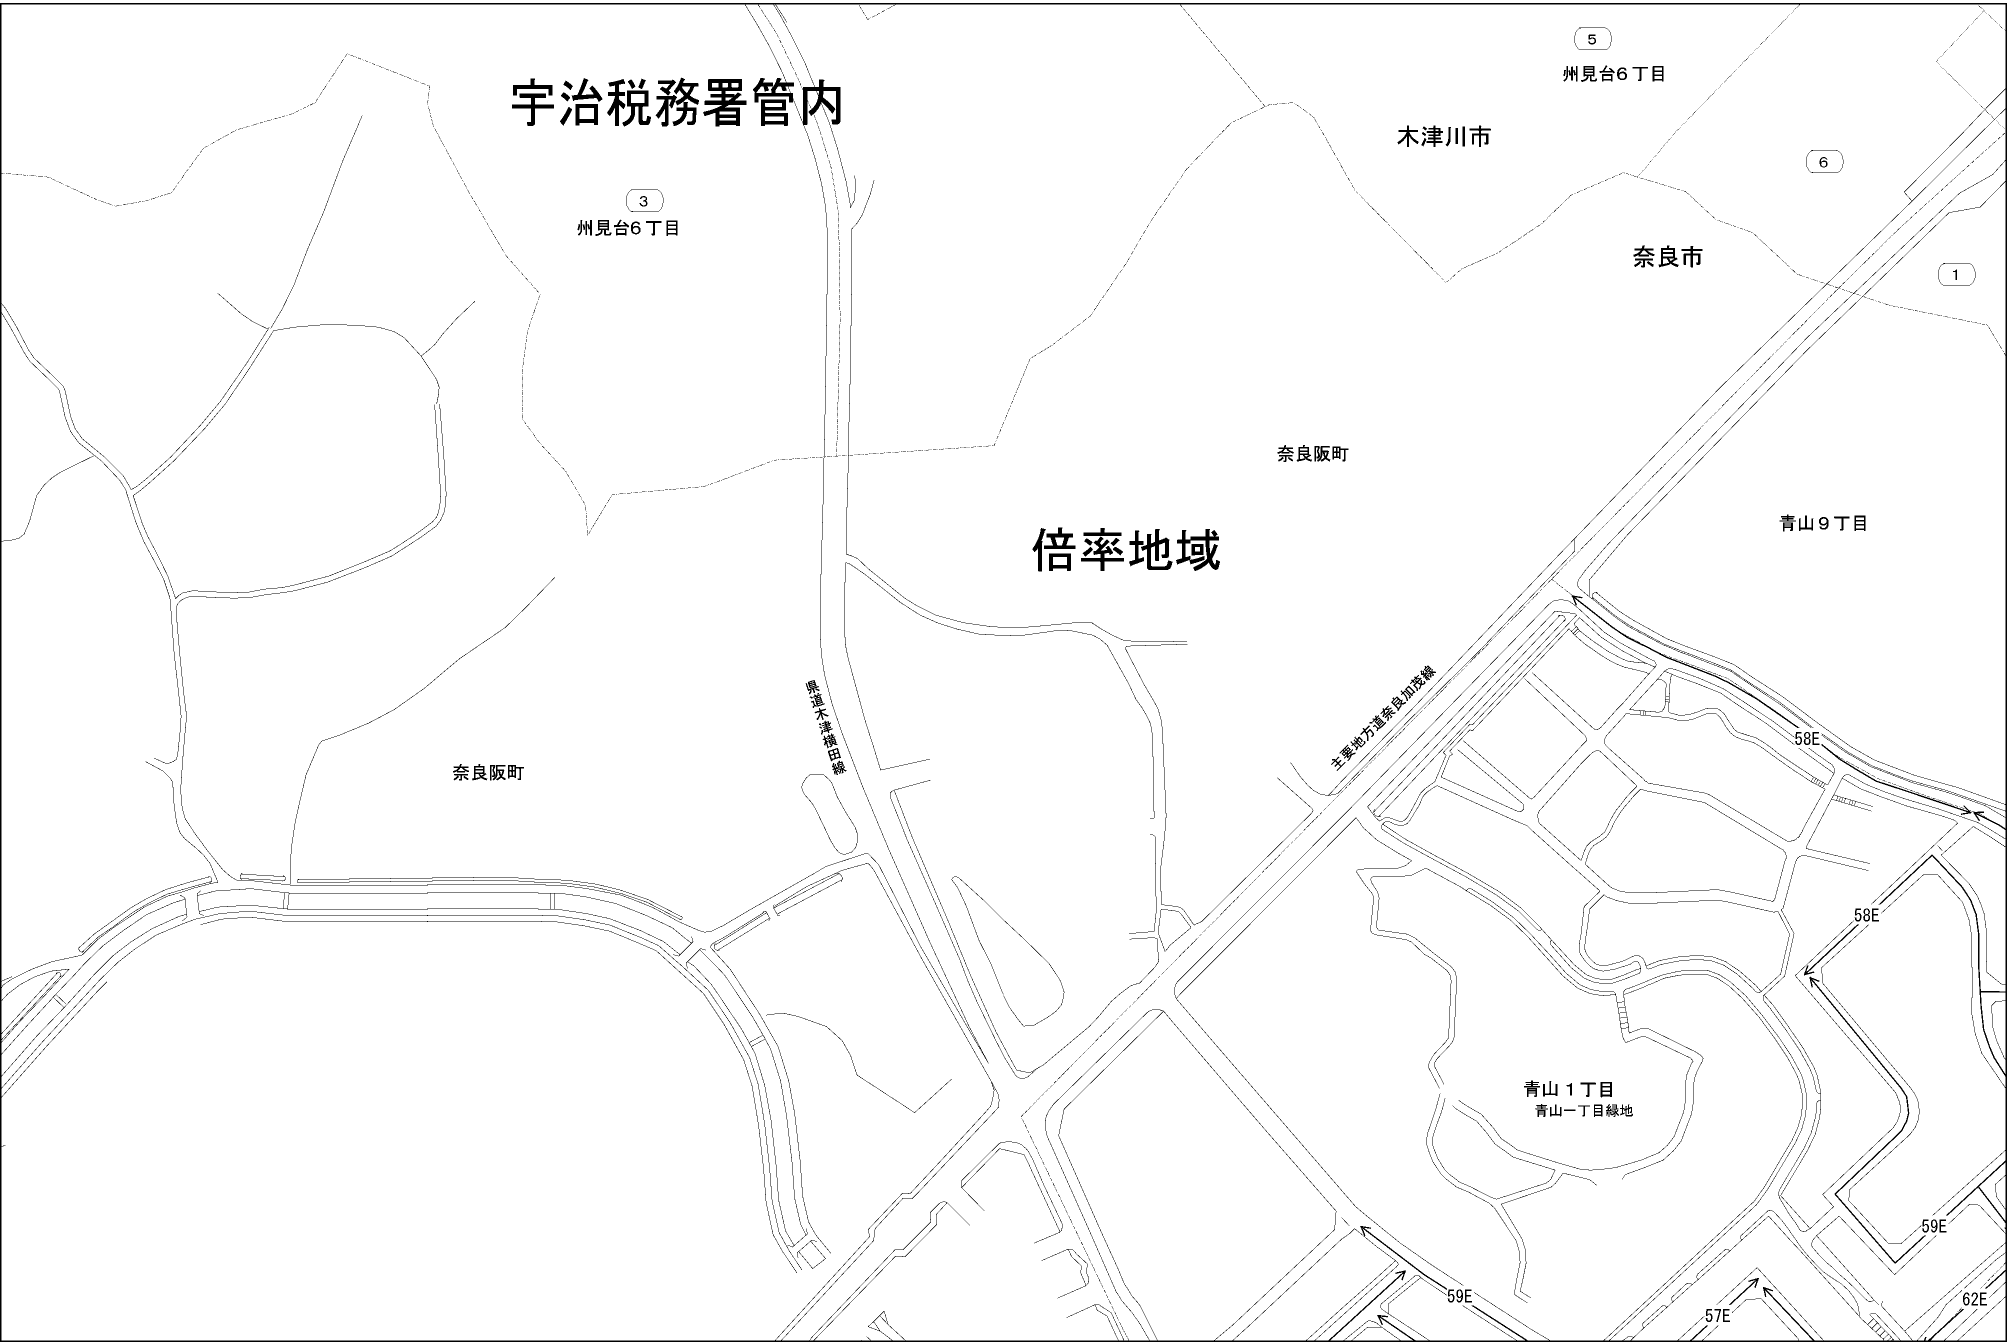 5
州見台6丁目
宇治税務署管内
木津川市
6
3
州見台6丁目
奈良市
1
奈良阪町
青山9丁目
倍率地域
主要地方道奈良加茂線
県道木津横田線
58E
奈良阪町
58E
青山1丁目
青山一丁目緑地
59E
59E
62E
57E